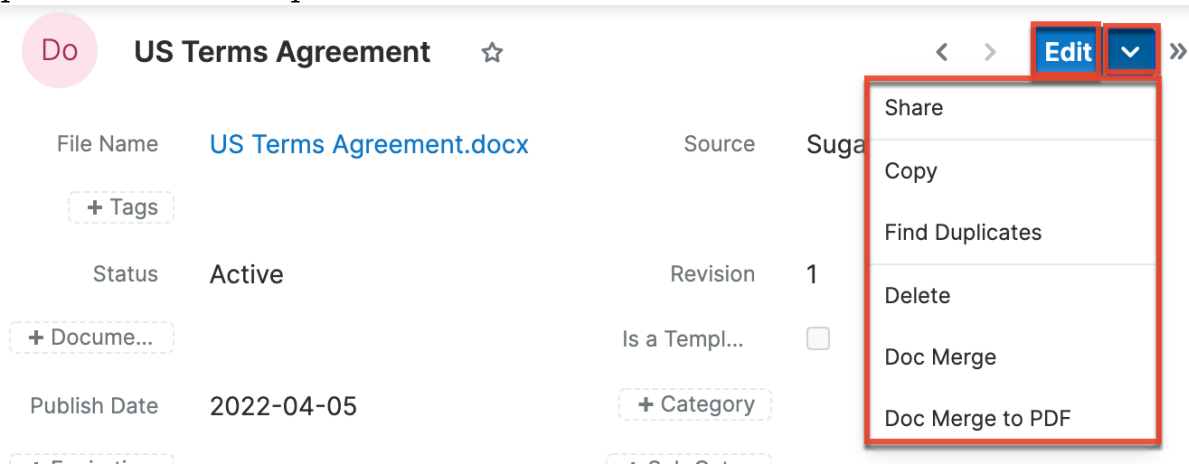 Do US Terms Agreement Edit
Share
File Name US Terms Agreement.docx Source Suga
Copy
+ Tags
Find Duplicates
Status Active Revision 1
Delete
+ Docume... Is a Templ...
Doc Merge
Publish Date 2022-04-05 + Category
Doc Merge to PDF